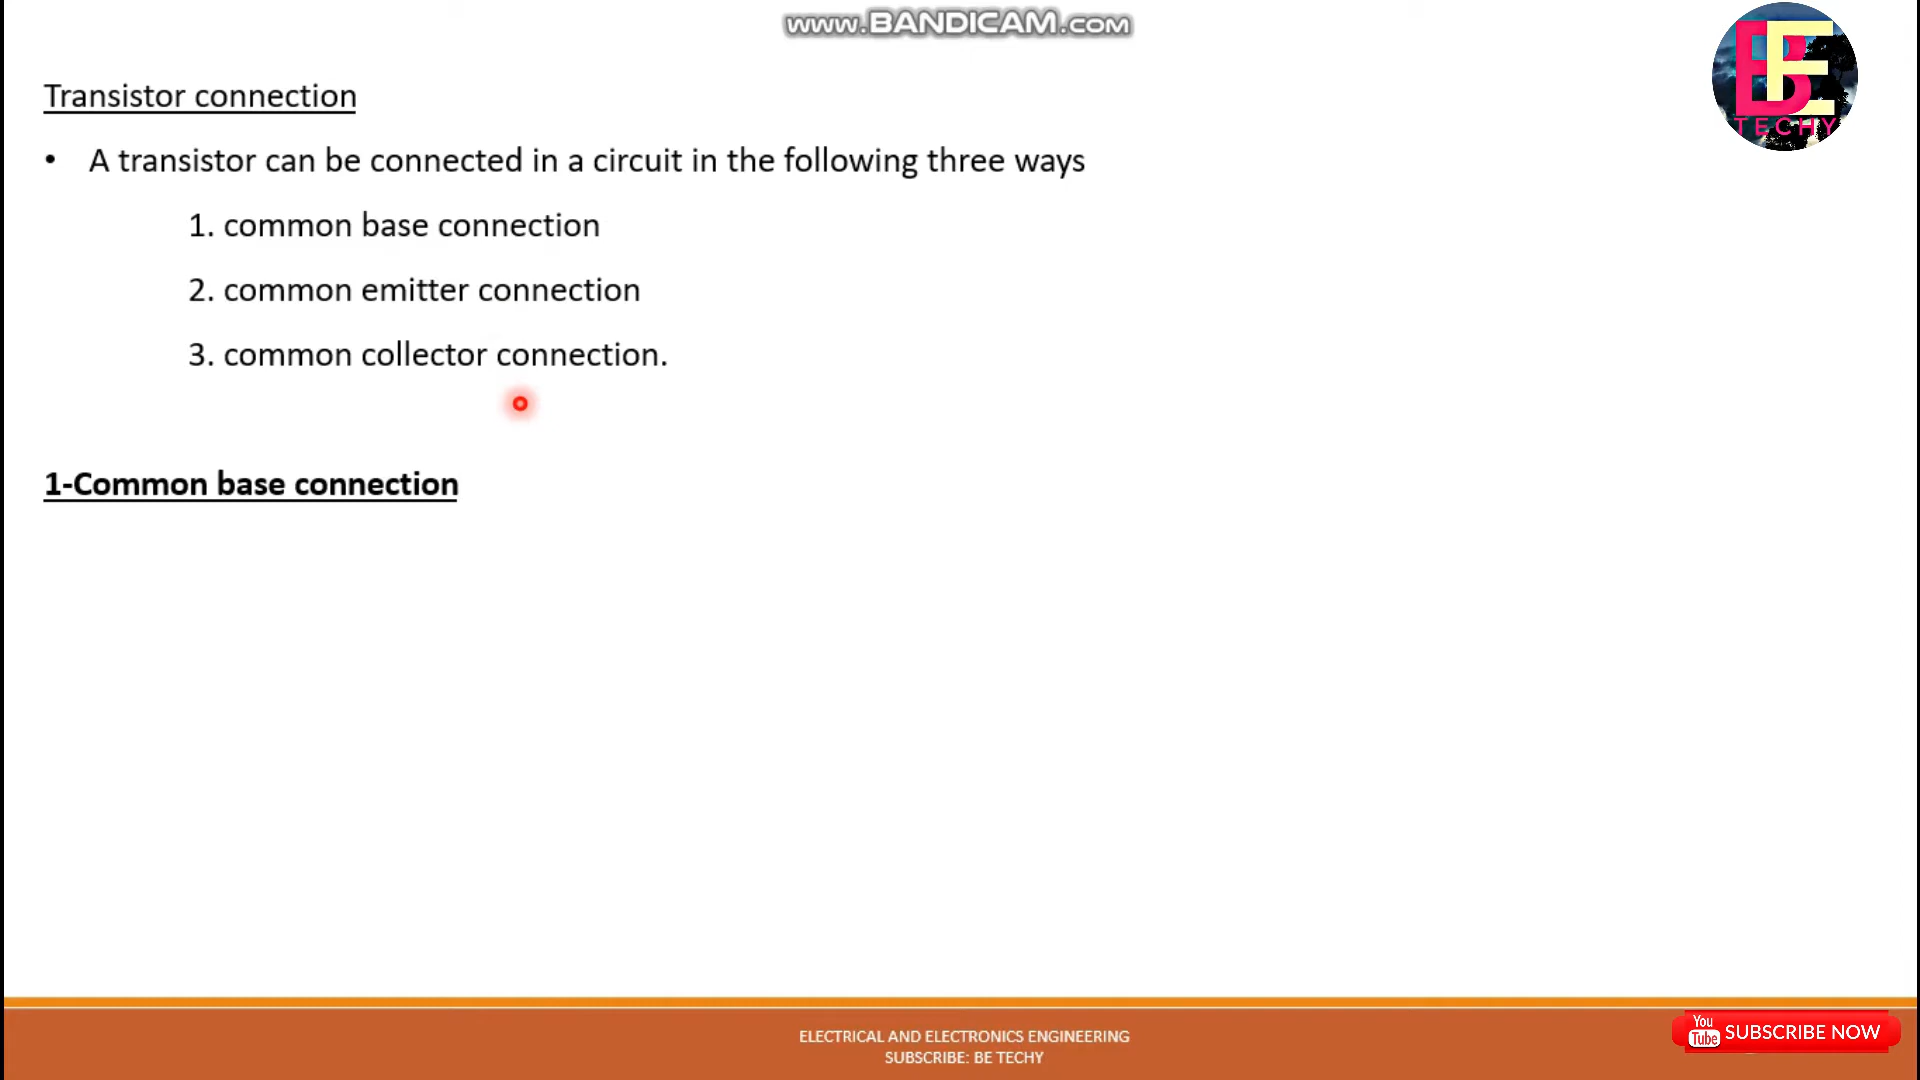 www.BANDICAM.com
BE
TECHY
Transistor connection
• A transistor can be connected in a circuit in the following three ways
1. common base connection
2. common emitter connection
3. common collector connection.
1-Common base connection
ELECTRICAL AND ELECTRONICS ENGINEERING
SUBSCRIBE: BE TECHY
You
Tube SUBSCRIBE NOW